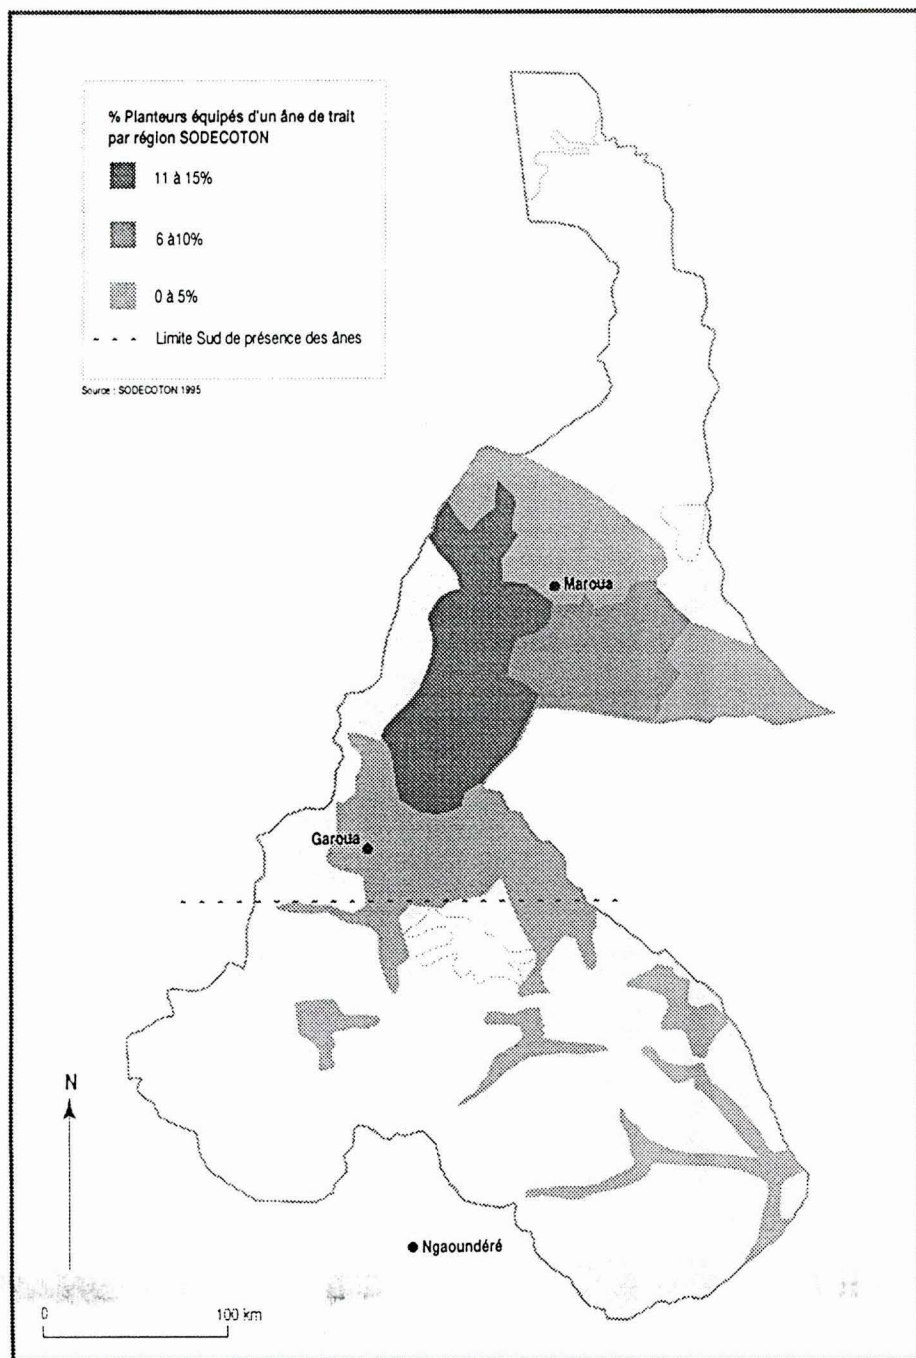 % Planteurs équipés d'un âne de trait
par région SODECOTON
11 à 15%
6 à10%
0 à 5%
Limite Sud de présence des ânes
Source : SODECOTON 1995
Maroua
Garoua
N
Ngaoundéré
0 100 km